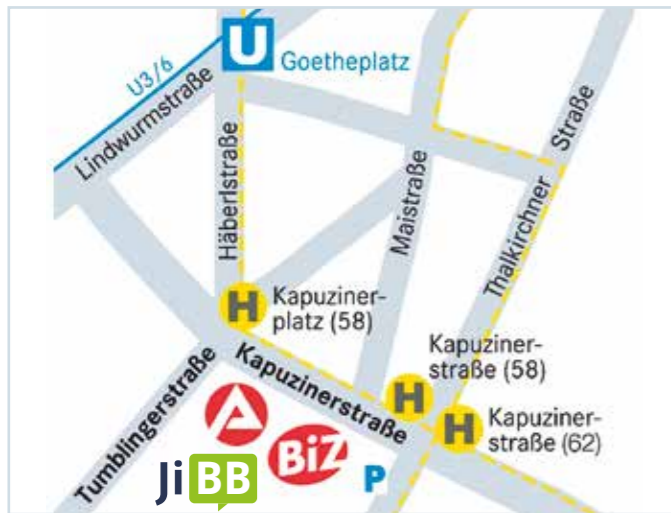 U
Goetheplatz
U3/6
Lindwurmstraße
Häberlstraße
Maistraße
Thalkirchner
Straße
H
Kapuziner-
platz (58)
Kapuziner-
straße (58)
H
H
Kapuziner-
straße (62)
Kapuzinerstraße
Tumblingerstraße
A
BiZ
JiBB
P